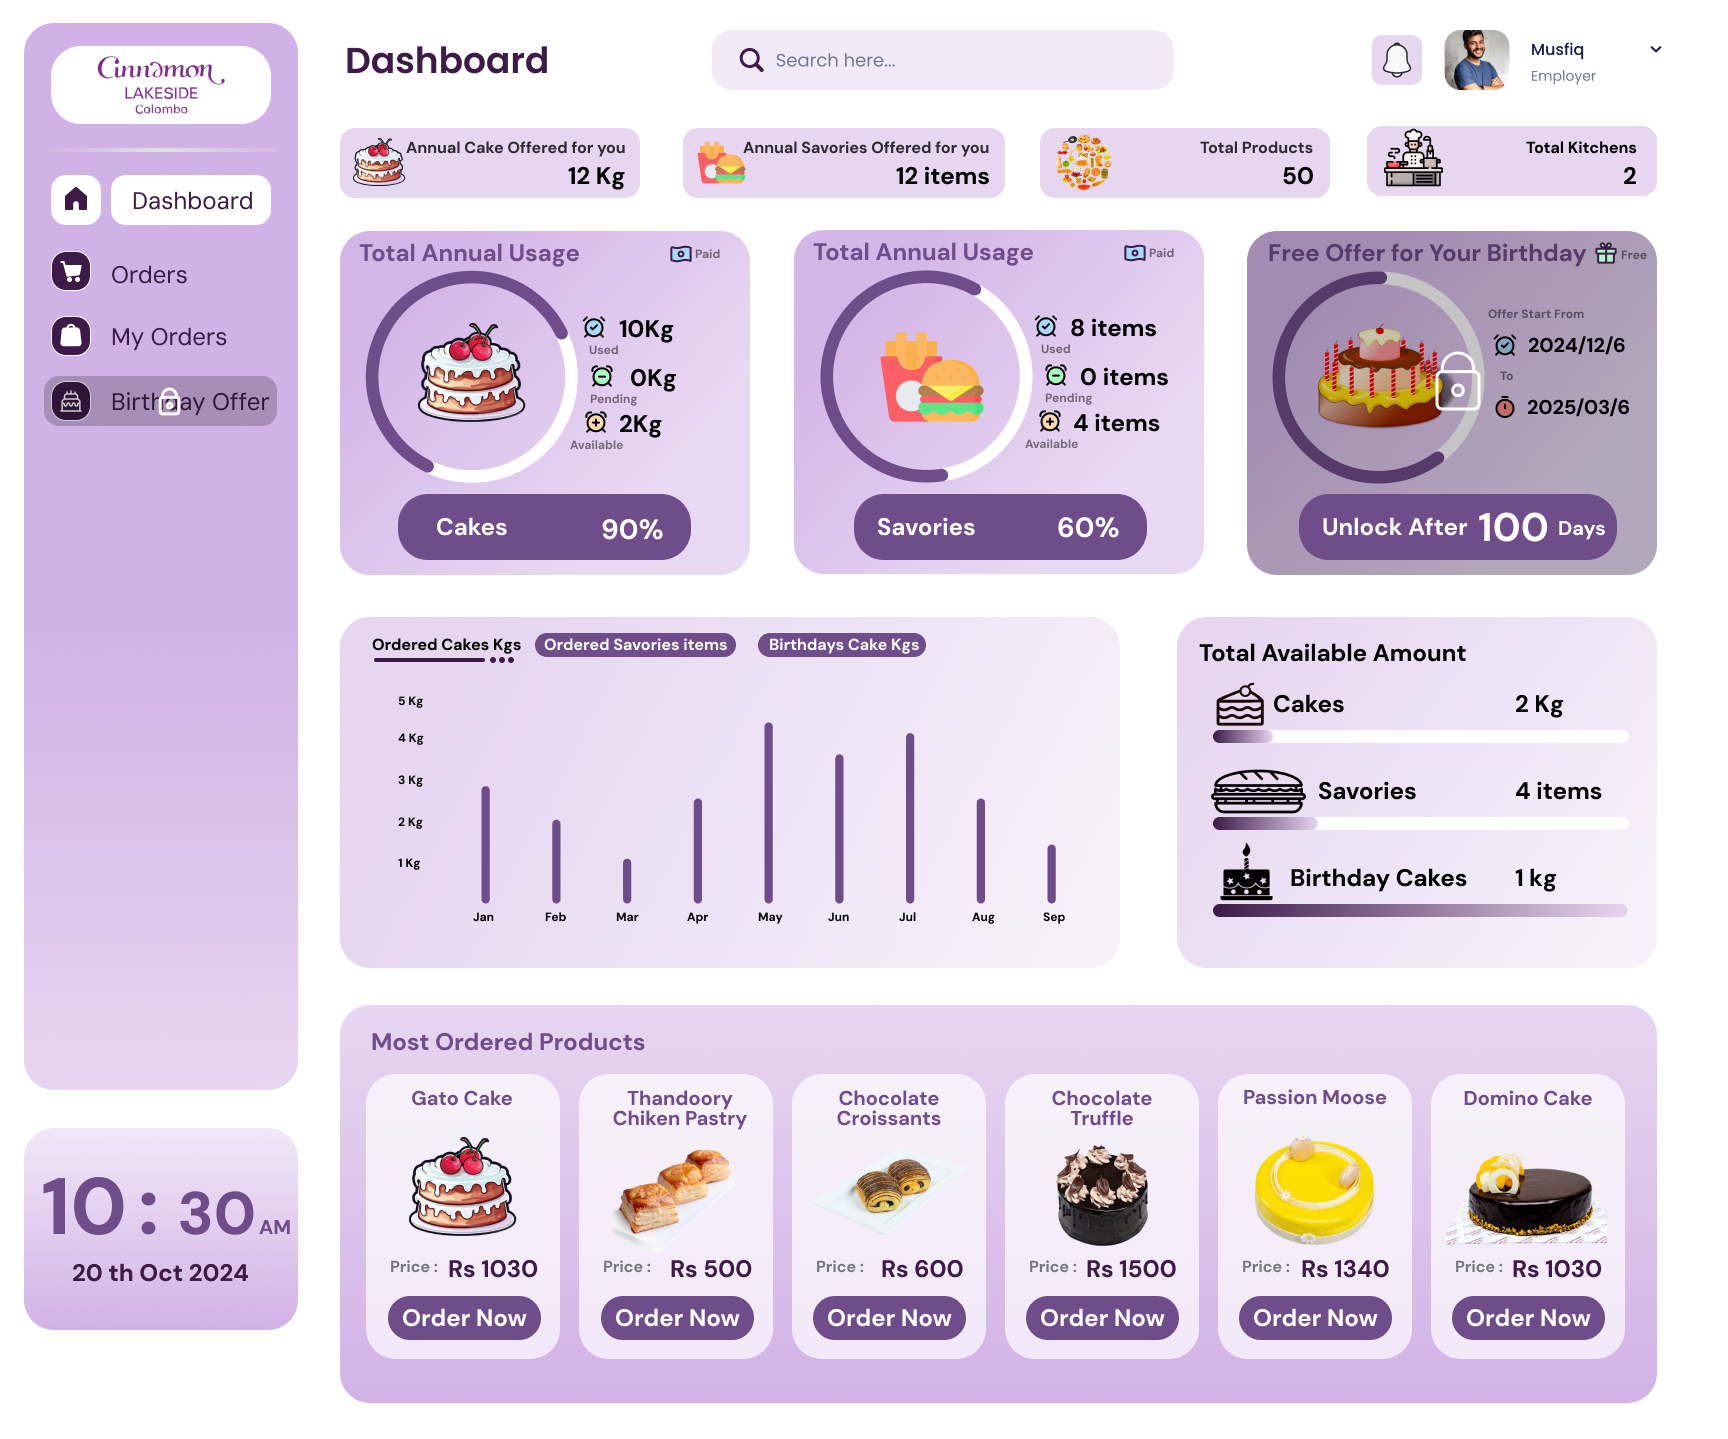 Cinnamon
LAKESIDE
Colombo
Dashboard
Orders
My Orders
Birthday Offer
10 : 30 AM
20 th Oct 2024
Dashboard
Search here...
Musfiq
Employer
Annual Cake Offered for you
12 Kg
Annual Savories Offered for you
12 items
Total Products
50
Total Kitchens
2
Total Annual Usage
Paid
10Kg
Used
0Kg
Pending
2Kg
Available
Cakes 90%
Total Annual Usage
Paid
8 items
Used
0 items
Pending
4 items
Available
Savories 60%
Free Offer for Your Birthday
Free
Offer Start From
2024/12/6
To
2025/03/6
Unlock After 100 Days
Ordered Cakes Kgs
Ordered Savories items
Birthdays Cake Kgs
5 Kg
4 Kg
3 Kg
2 Kg
1 Kg
Jan Feb Mar Apr May Jun Jul Aug Sep
Total Available Amount
Cakes 2 Kg
Savories 4 items
Birthday Cakes 1 kg
Most Ordered Products
Gato Cake
Price : Rs 1030
Order Now
Thandoory
Chiken Pastry
Price : Rs 500
Order Now
Chocolate
Croissants
Price : Rs 600
Order Now
Chocolate
Truffle
Price : Rs 1500
Order Now
Passion Moose
Price : Rs 1340
Order Now
Domino Cake
Price : Rs 1030
Order Now